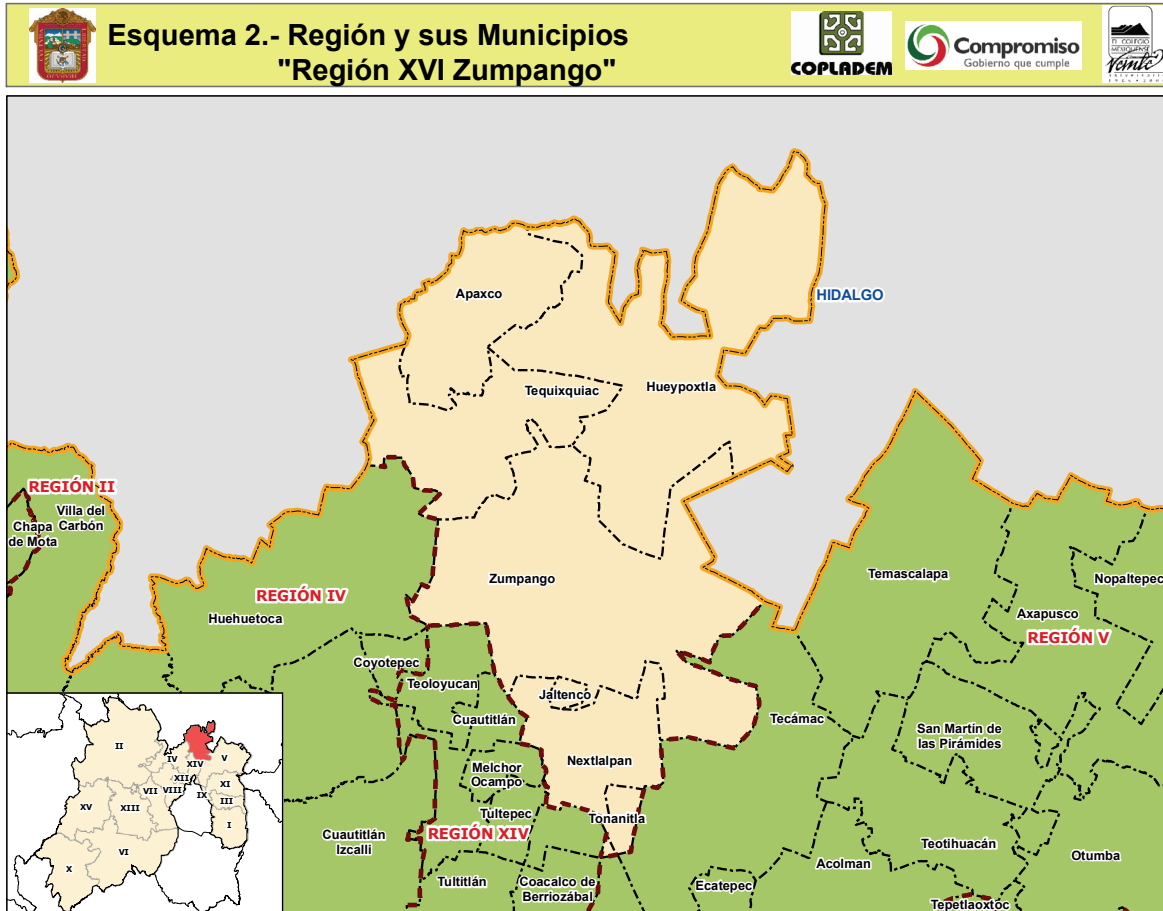 Esquema 2.- Región y sus Municipios
"Región XVI Zumpango"
COPLADEM
Compromiso
Gobierno que cumple
EL COLEGIO
MEXIQUENSE
HIDALGO
Apaxco
Tequixquiac
Hueypoxtla
REGIÓN II
Villa del
Carbón
Chapa
de Mota
Zumpango
Temascalapa
Nopaltepec
REGIÓN IV
Huehuetoca
Axapusco
REGIÓN V
Coyotepec
Teoloyucan
Jaltenco
Cuautitlán
Tecámac
San Martín de
las Pirámides
Nextlalpan
Melchor
Ocampo
Tultepec
Tonanitla
REGIÓN XIV
Cuautitlán
Izcalli
Teotihuacán
Acolman
Otumba
Tultitlán
Coacalco de
Berriozábal
Ecatepec
Tepetlaoxtoc
II
IV
XIV
V
XII
XI
VII
VIII
IX
III
XV
XIII
I
VI
X